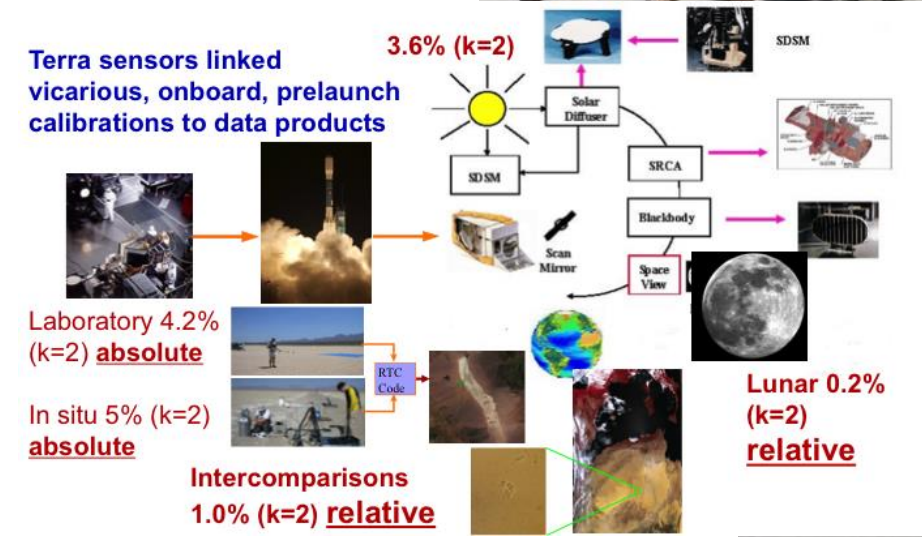 Terra sensors linked
vicarious, onboard, prelaunch
calibrations to data products
3.6% (k=2)
SDSM
Solar
Diffuser
SDSM
SRCA
Blackbody
Scan
Mirror
Space
View
Laboratory 4.2%
(k=2) absolute
RTC
Code
In situ 5% (k=2)
absolute
Lunar 0.2%
(k=2)
relative
Intercomparisons
1.0% (k=2) relative